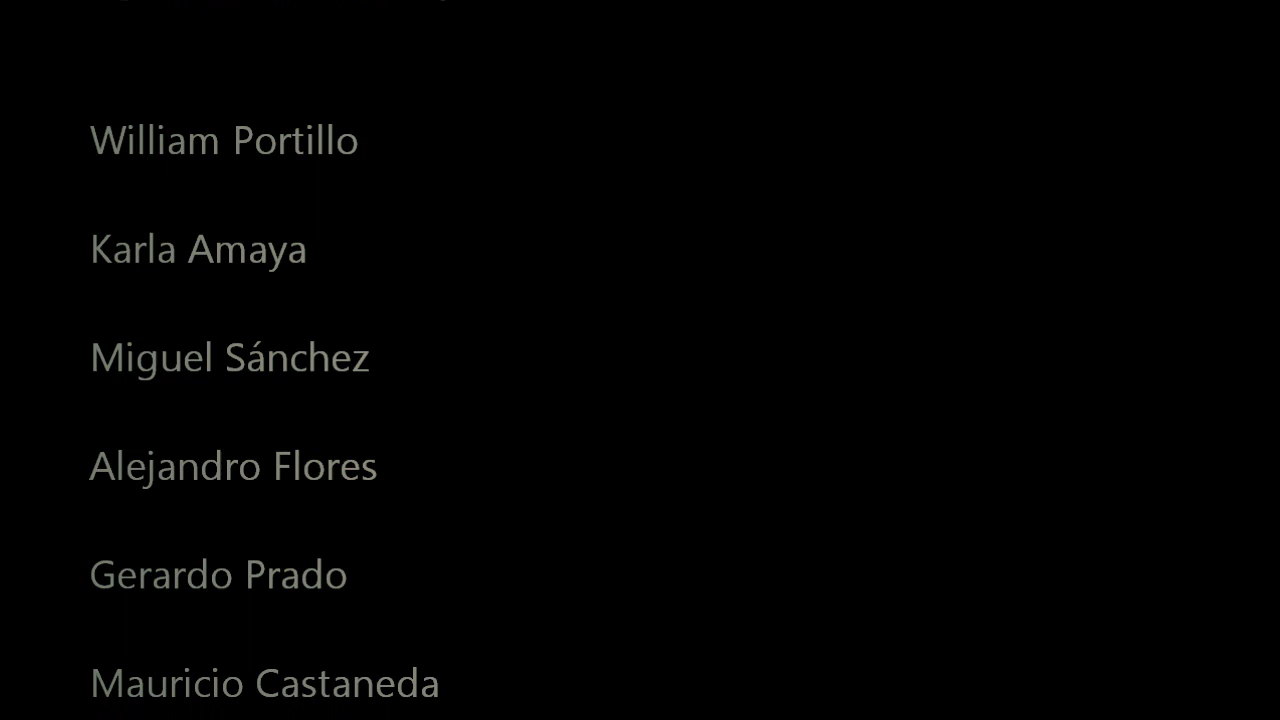 William Portillo
Karla Amaya
Miguel Sánchez
Alejandro Flores
Gerardo Prado
Mauricio Castaneda